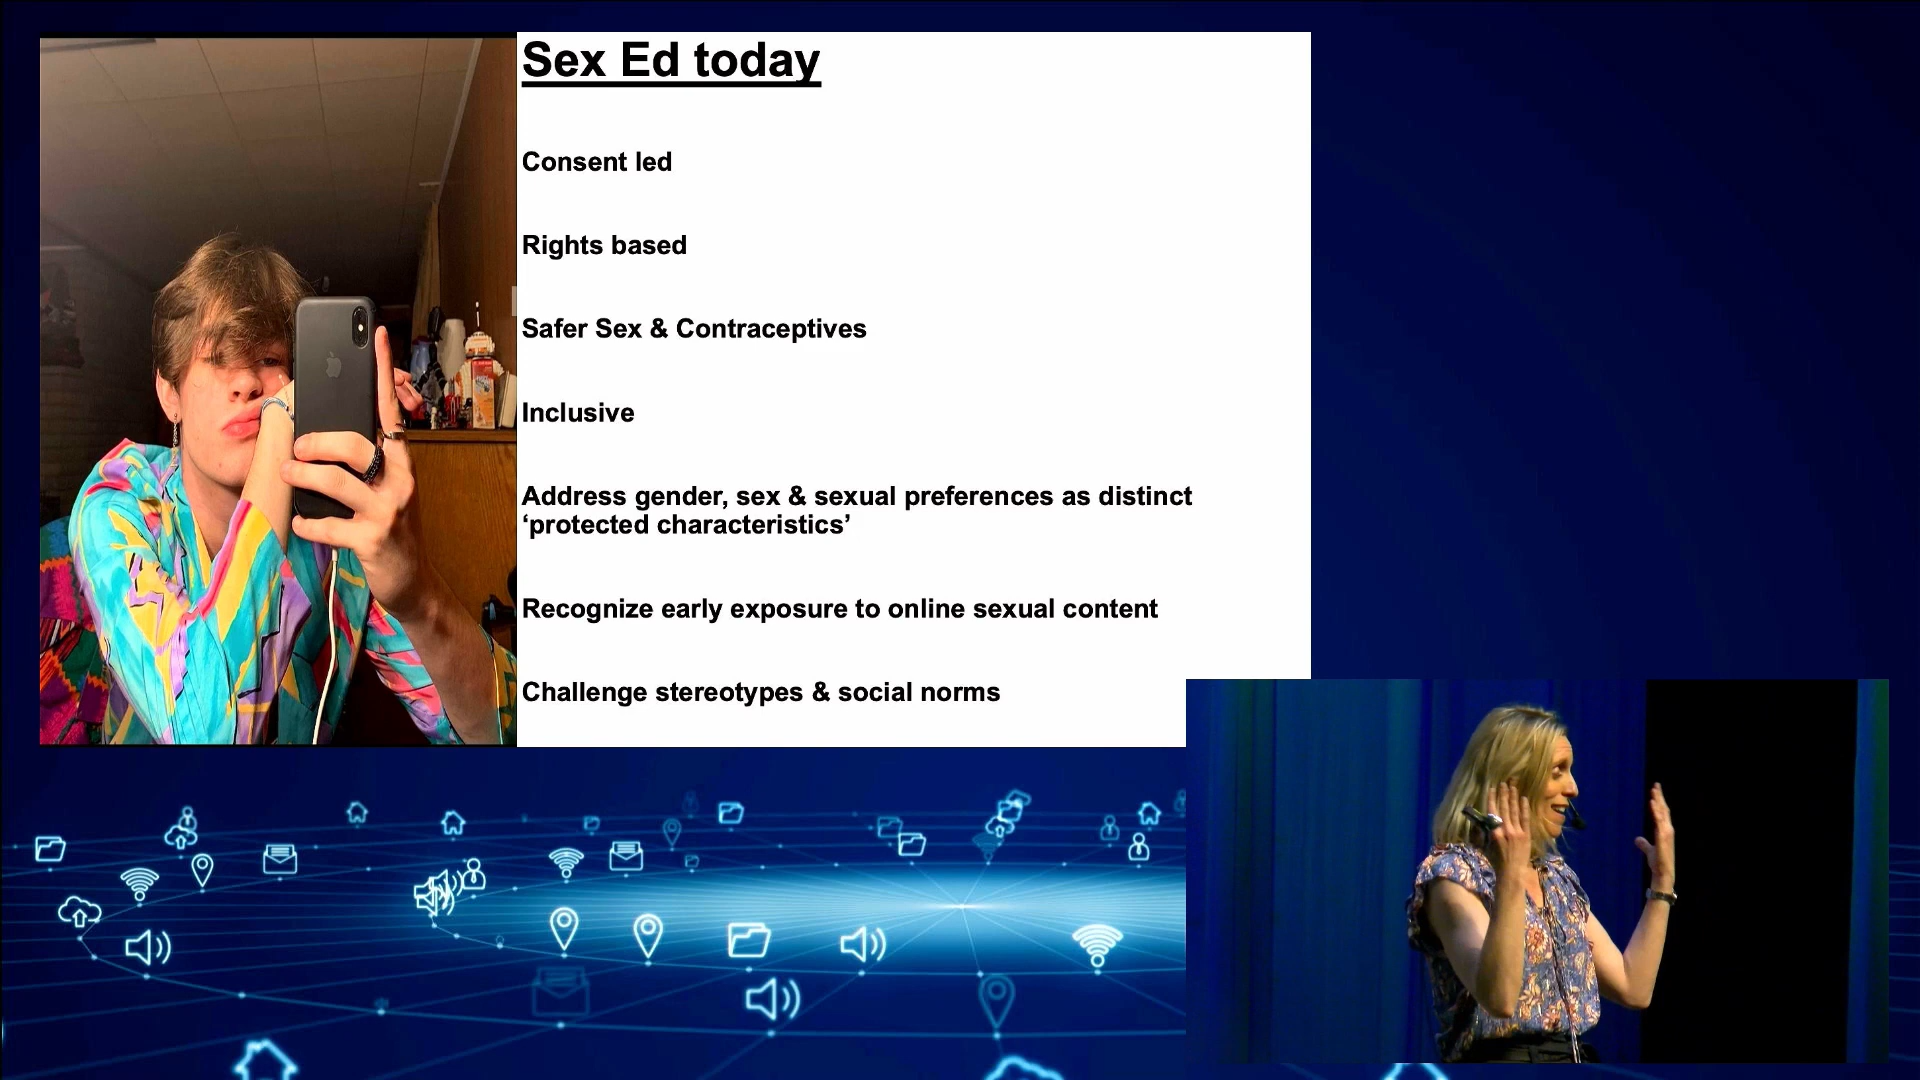 Sex Ed today
Consent led
Rights based
Safer Sex & Contraceptives
Inclusive
Address gender, sex & sexual preferences as distinct
‘protected characteristics’
Recognize early exposure to online sexual content
Challenge stereotypes & social norms